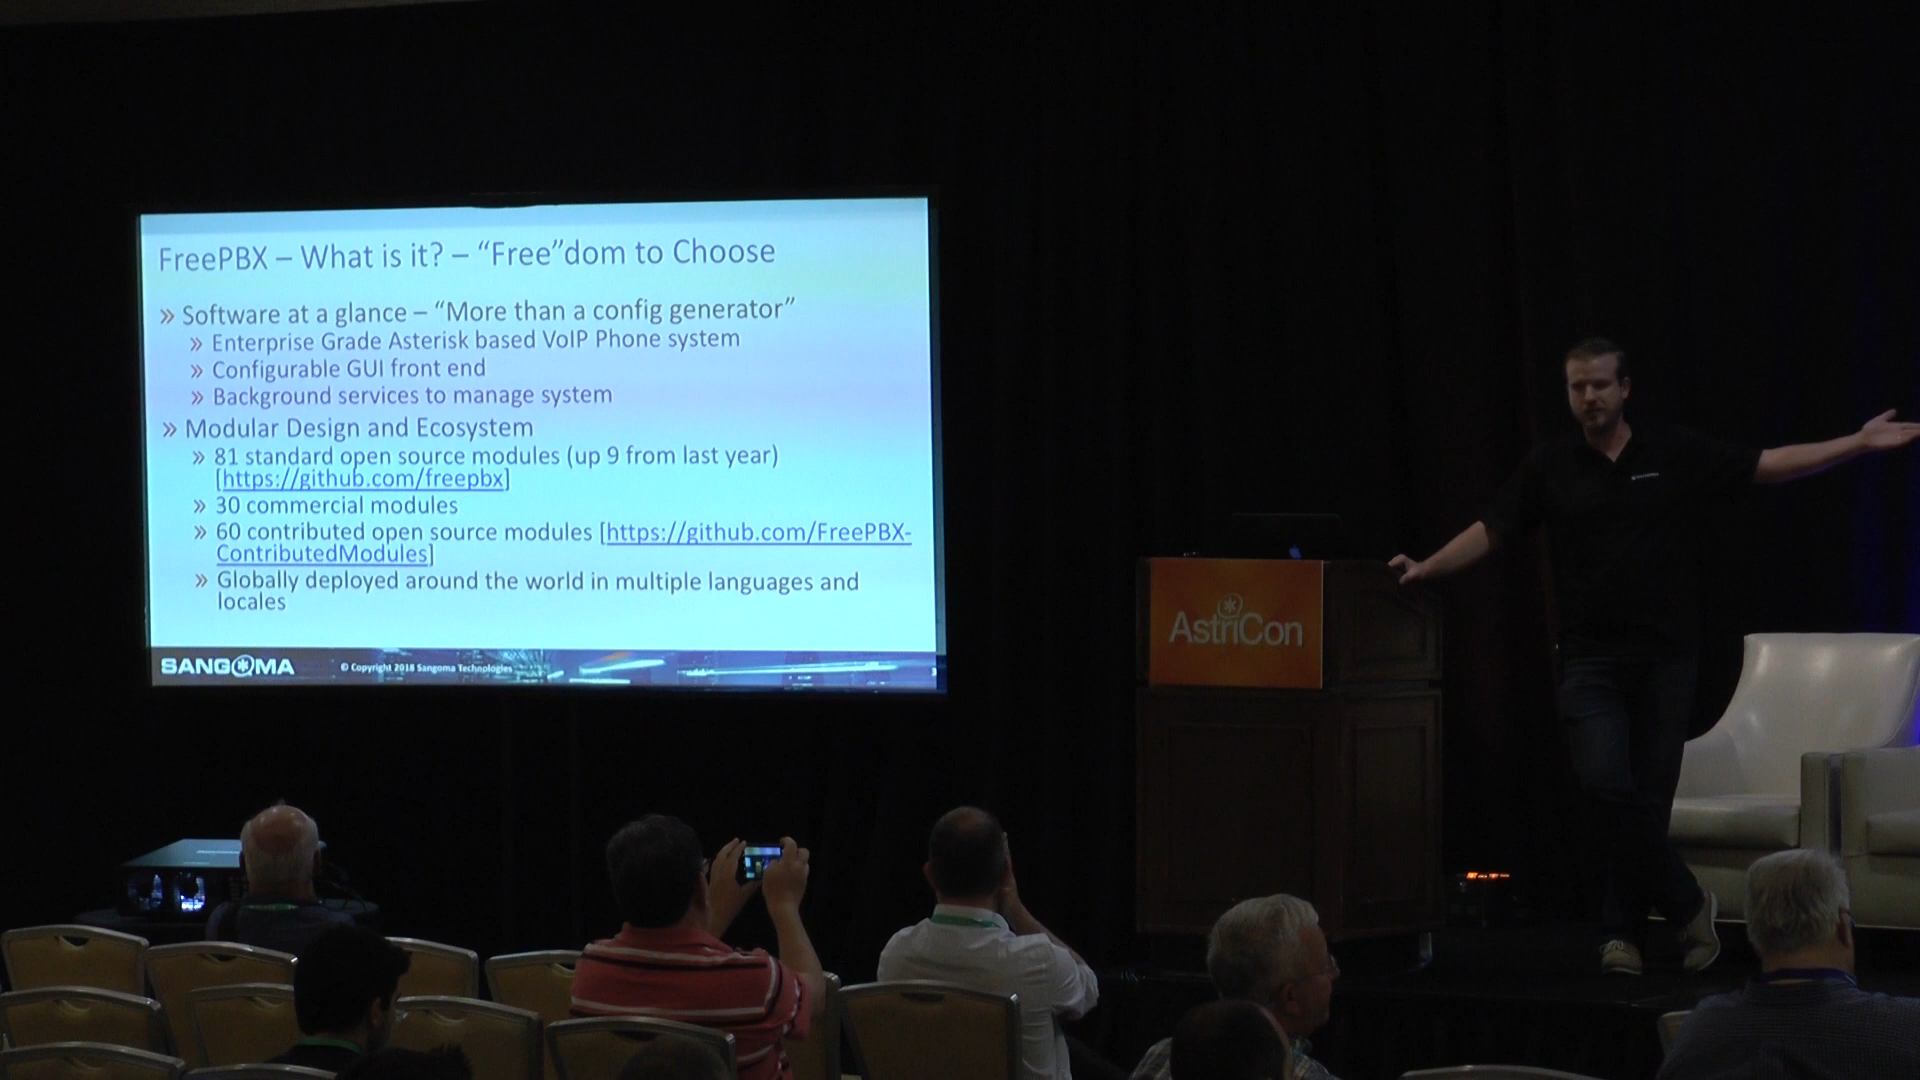 FreePBX – What is it? – “Free”dom to Choose
» Software at a glance – “More than a config generator”
» Enterprise Grade Asterisk based VoIP Phone system
» Configurable GUI front end
» Background services to manage system
» Modular Design and Ecosystem
» 81 standard open source modules (up 9 from last year)
[https://github.com/freepbx]
» 30 commercial modules
» 60 contributed open source modules [https://github.com/FreePBX-
ContributedModules]
» Globally deployed around the world in multiple languages and
locales
SANGOMA
© Copyright 2018 Sangoma Technologies
AstriCon